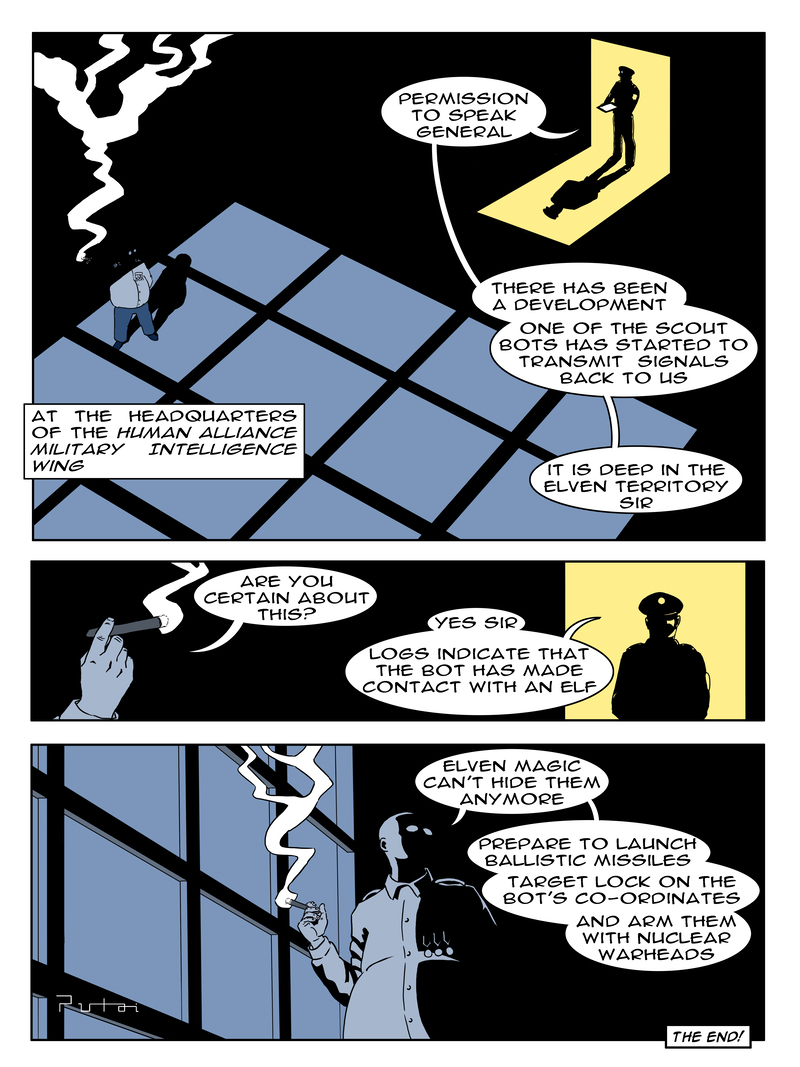 PERMISSION
TO SPEAK
GENERAL
THERE HAS BEEN
A DEVELOPMENT
ONE OF THE SCOUT
BOTS HAS STARTED TO
TRANSMIT SIGNALS
BACK TO US
AT THE HEADQUARTERS
OF THE HUMAN ALLIANCE
MILITARY INTELLIGENCE
WING
IT IS DEEP IN THE
ELVEN TERRITORY
SIR
ARE YOU
CERTAIN ABOUT
THIS?
YES SIR
LOGS INDICATE THAT
THE BOT HAS MADE
CONTACT WITH AN ELF
ELVEN MAGIC
CAN'T HIDE THEM
ANYMORE
PREPARE TO LAUNCH
BALLISTIC MISSILES
TARGET LOCK ON THE
BOT'S CO-ORDINATES
AND ARM THEM
WITH NUCLEAR
WARHEADS
Putoi
THE END!